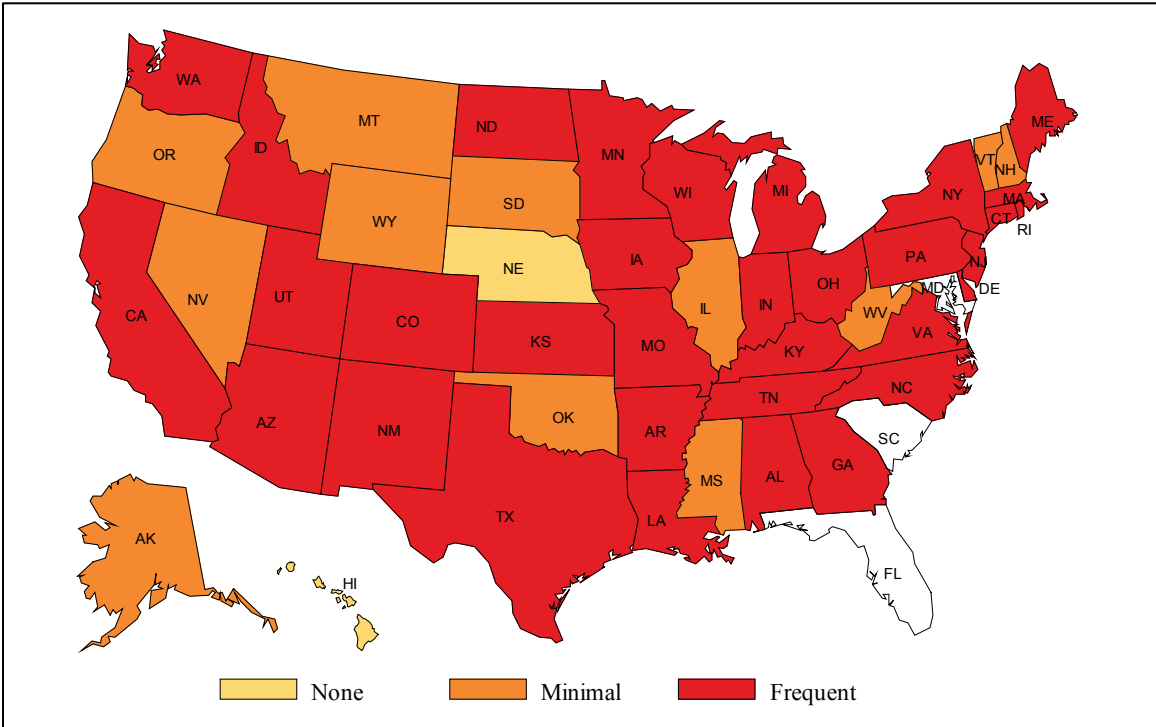 WA
MT
ND
MN
ME
OR
ID
VT
NH
WI
MI
NY
MA
SD
WY
CT
RI
IA
PA
NE
NJ
OH
MD
DE
NV
UT
IL
IN
WV
CA
CO
VA
KS
MO
KY
NC
TN
OK
AZ
NM
AR
SC
GA
MS
AL
TX
LA
AK
FL
HI
None Minimal Frequent